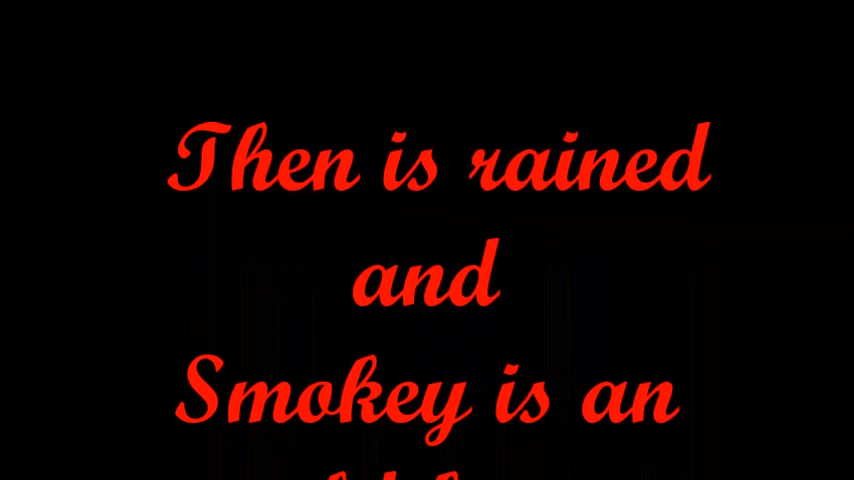 Then is rained
and
Smokey is an